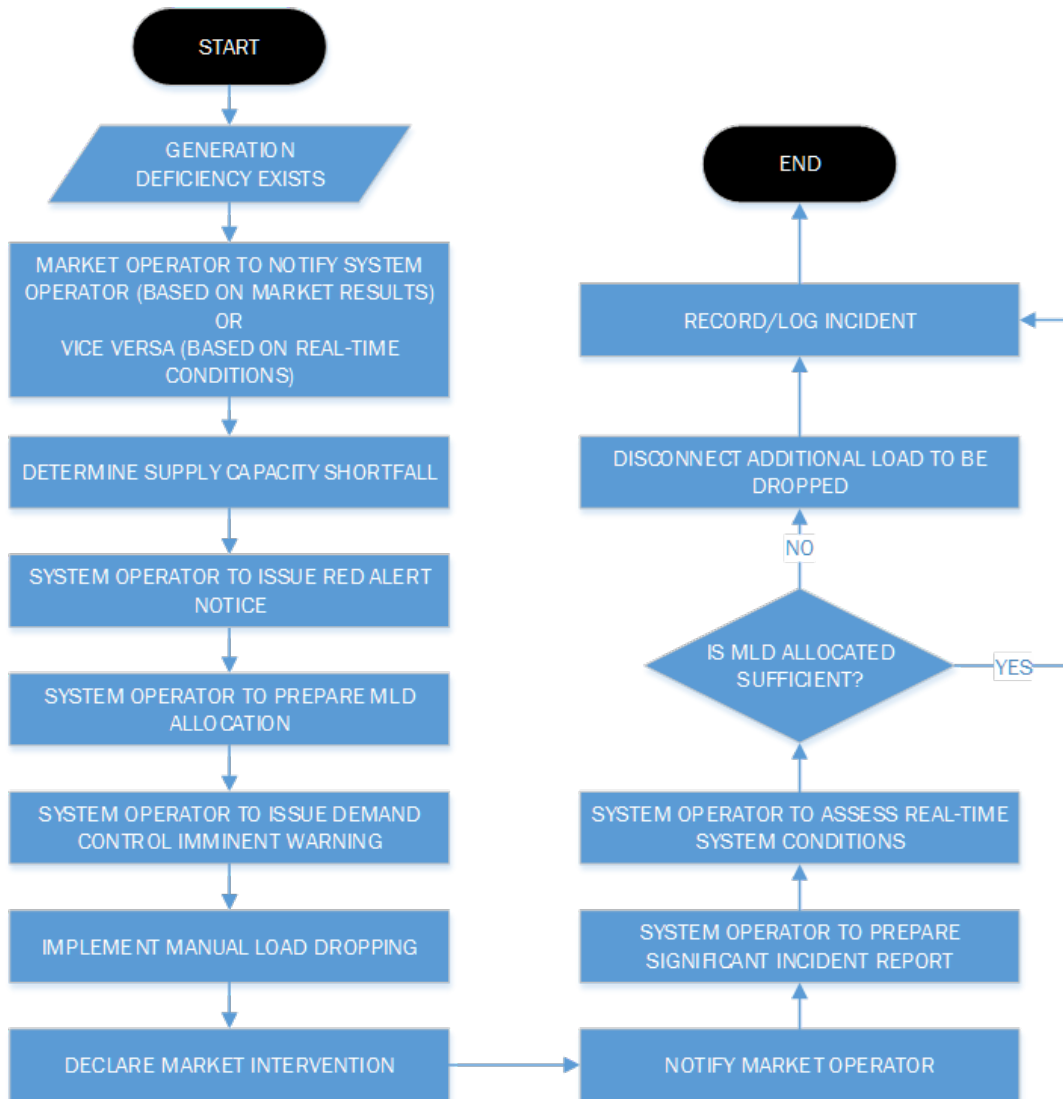 START
GENERATION
DEFICIENCY EXISTS
MARKET OPERATOR TO NOTIFY SYSTEM
OPERATOR (BASED ON MARKET RESULTS)
OR
VICE VERSA (BASED ON REAL-TIME
CONDITIONS)
DETERMINE SUPPLY CAPACITY SHORTFALL
SYSTEM OPERATOR TO ISSUE RED ALERT
NOTICE
SYSTEM OPERATOR TO PREPARE MLD
ALLOCATION
SYSTEM OPERATOR TO ISSUE DEMAND
CONTROL IMMINENT WARNING
IMPLEMENT MANUAL LOAD DROPPING
DECLARE MARKET INTERVENTION
NOTIFY MARKET OPERATOR
SYSTEM OPERATOR TO PREPARE
SIGNIFICANT INCIDENT REPORT
SYSTEM OPERATOR TO ASSESS REAL-TIME
SYSTEM CONDITIONS
IS MLD ALLOCATED
SUFFICIENT?
YES
NO
DISCONNECT ADDITIONAL LOAD TO BE
DROPPED
RECORD/LOG INCIDENT
END